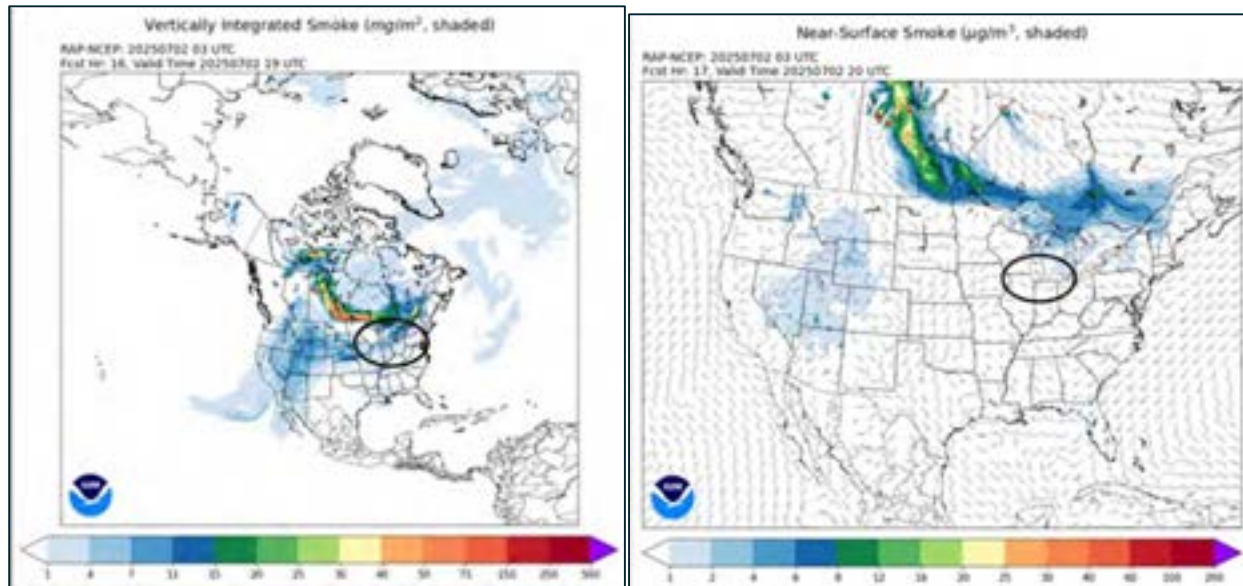 Vertically Integrated Smoke (mg/m², shaded)
RAP-NCEP: 20250702 03 UTC
Fcst Hr: 16, Valid Time 20250702 19 UTC
1 4 7 11 15 20 25 30 40 50 75 150 250 500
Near-Surface Smoke (μg/m³, shaded)
RAP-NCEP: 20250702 03 UTC
Fcst Hr: 17, Valid Time 20250702 20 UTC
1 2 4 6 8 12 16 20 25 30 40 60 100 200